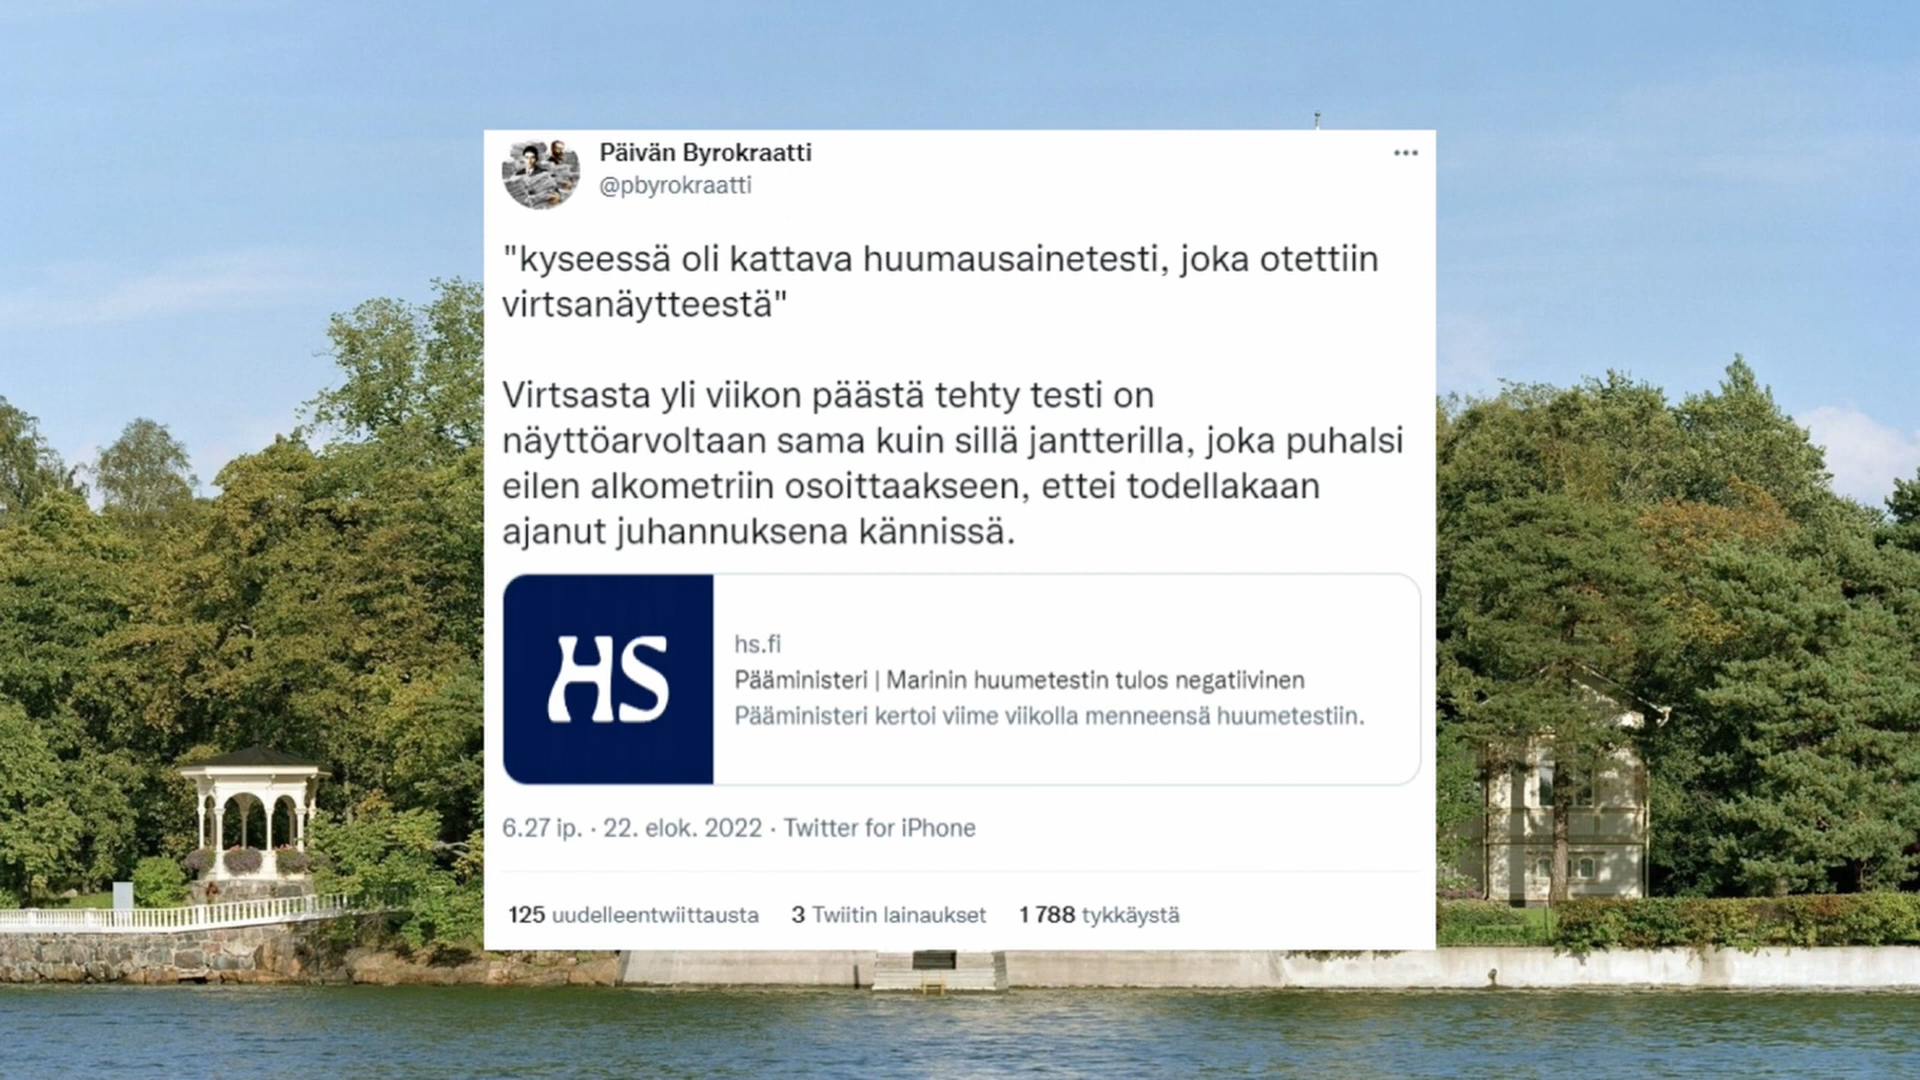 Päivän Byrokraatti
@pbyrokraatti
"kyseessä oli kattava huumausainetesti, joka otettiin
virtsanäytteestä"
Virtsasta yli viikon päästä tehty testi on
näyttöarvoltaan sama kuin sillä jantterilla, joka puhalsi
eilen alkometriin osoittaakseen, ettei todellakaan
ajanut juhannuksena kännissä.
HS
hs.fi
Pääministeri | Marinin huumetestin tulos negatiivinen
Pääministeri kertoi viime viikolla menneensä huumetestiin.
6.27 ip. · 22. elok. 2022 · Twitter for iPhone
125 uudelleentwiittausta 3 Twiitin lainaukset 1 788 tykkäystä